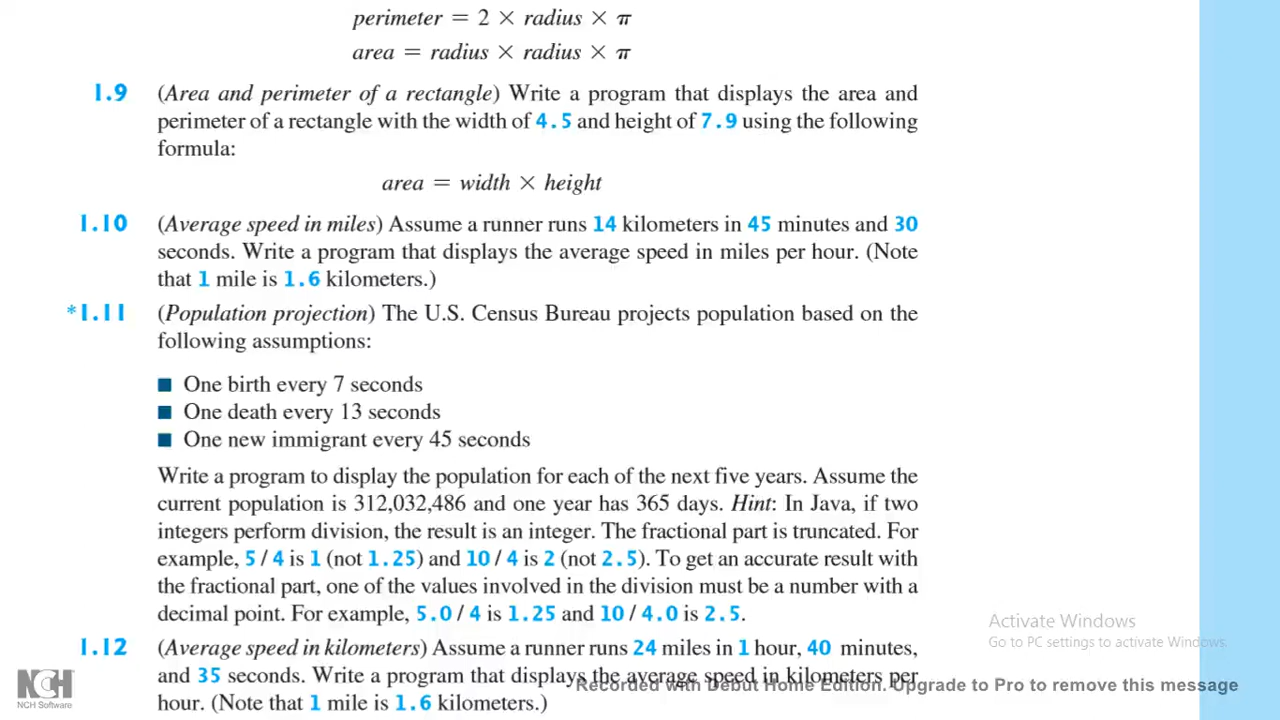 perimeter = 2 × radius × π
area = radius × radius × π
1.9 (Area and perimeter of a rectangle) Write a program that displays the area and
perimeter of a rectangle with the width of 4.5 and height of 7.9 using the following
formula:
area = width × height
1.10 (Average speed in miles) Assume a runner runs 14 kilometers in 45 minutes and 30
seconds. Write a program that displays the average speed in miles per hour. (Note
that 1 mile is 1.6 kilometers.)
*1.11 (Population projection) The U.S. Census Bureau projects population based on the
following assumptions:
■ One birth every 7 seconds
■ One death every 13 seconds
■ One new immigrant every 45 seconds
Write a program to display the population for each of the next five years. Assume the
current population is 312,032,486 and one year has 365 days. Hint: In Java, if two
integers perform division, the result is an integer. The fractional part is truncated. For
example, 5 / 4 is 1 (not 1.25) and 10 / 4 is 2 (not 2.5). To get an accurate result with
the fractional part, one of the values involved in the division must be a number with a
decimal point. For example, 5.0 / 4 is 1.25 and 10 / 4.0 is 2.5.
1.12 (Average speed in kilometers) Assume a runner runs 24 miles in 1 hour, 40 minutes,
and 35 seconds. Write a program that displays the average speed in kilometers per
hour. (Note that 1 mile is 1.6 kilometers.)
Activate Windows
Go to PC settings to activate Windows.
Recorded with Debut Home Edition. Upgrade to Pro to remove this message
NCH
NCH Software